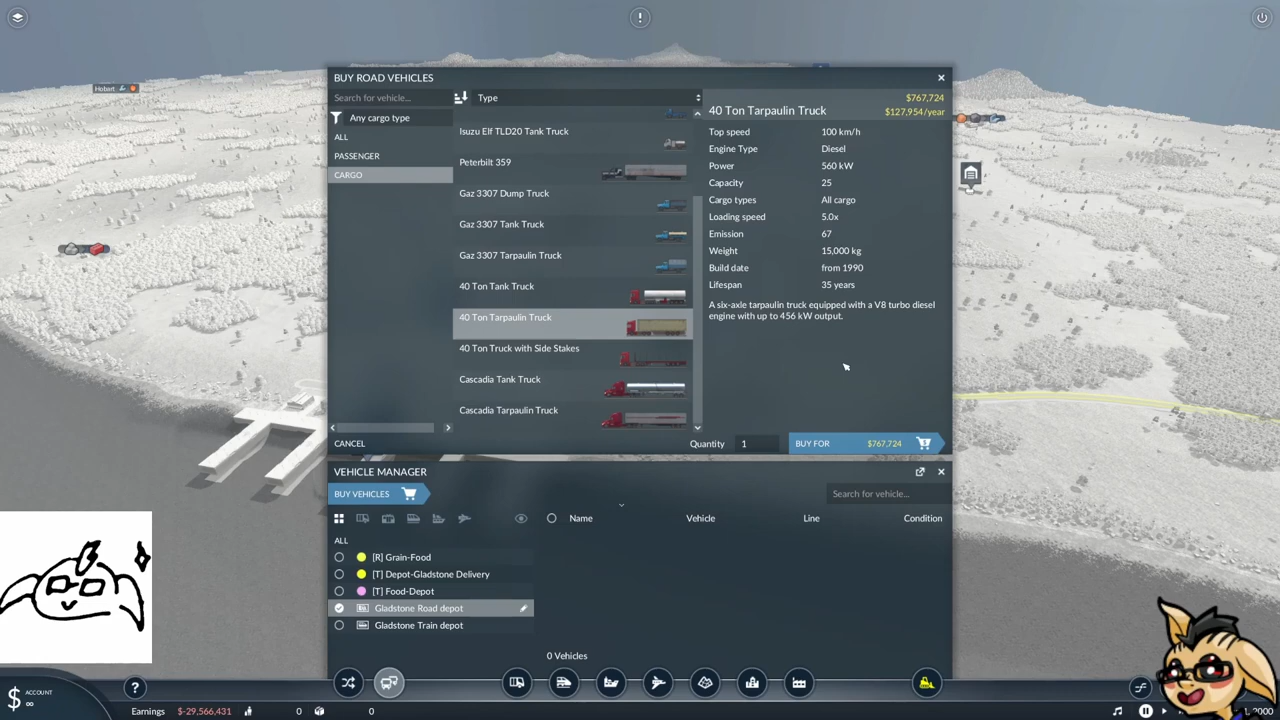 Hobart
BUY ROAD VEHICLES
Search for vehicle...
Type
Any cargo type
ALL
PASSENGER
CARGO
Isuzu Elf TLD20 Tank Truck
Peterbilt 359
Gaz 3307 Dump Truck
Gaz 3307 Tank Truck
Gaz 3307 Tarpaulin Truck
40 Ton Tank Truck
40 Ton Tarpaulin Truck
40 Ton Truck with Side Stakes
Cascadia Tank Truck
Cascadia Tarpaulin Truck
$767,724
40 Ton Tarpaulin Truck
$127,954/year
Top speed 100 km/h
Engine Type Diesel
Power 560 kW
Capacity 25
Cargo types All cargo
Loading speed 5.0x
Emission 67
Weight 15,000 kg
Build date from 1990
Lifespan 35 years
A six-axle tarpaulin truck equipped with a V8 turbo diesel
engine with up to 456 kW output.
CANCEL
Quantity 1 BUY FOR $767,724
VEHICLE MANAGER
BUY VEHICLES
Search for vehicle...
Name Vehicle Line Condition
ALL
[R] Grain-Food
[T] Depot-Gladstone Delivery
[T] Food-Depot
Gladstone Road depot
Gladstone Train depot
0 Vehicles
$ ACCOUNT
∞
?
Earnings $-29,566,431 0 0
1, 2000